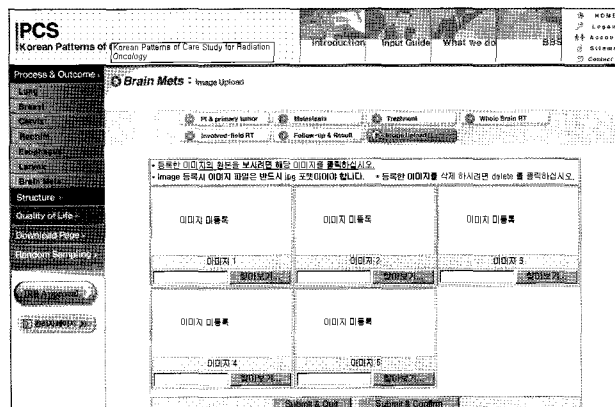 PCS
HOME
Korean Patterns of
Korean Patterns of Care Study for Radiation
Oncology
Introduction Input Guide What we do BBS
Process & Outcome
Brain Mets : Image Upload
Lung
Breast
Cervix
Rectum
Brain Mets
Structure
Quality of Life
Download Page
Random Sampling
Pt & primary tumor Metastasis Treatment Whole Brain RT
Involved-field RT Follow-up & Result Image Upload
• 등록한 이미지의 원본을 보시려면 해당 이미지를 클릭하십시오.
• Image 등록시 이미지 파일은 반드시 jpg 포맷이어야 합니다. • 등록한 이미지를 삭제 하시려면 delete 를 클릭하십시오.
이미지 미등록 이미지 미등록 이미지 미등록
이미지 1 이미지 2 이미지 3
찾아보기... 찾아보기... 찾아보기...
이미지 미등록 이미지 미등록
이미지 4 이미지 5
찾아보기... 찾아보기...
Submit & Quit Submit & Confirm